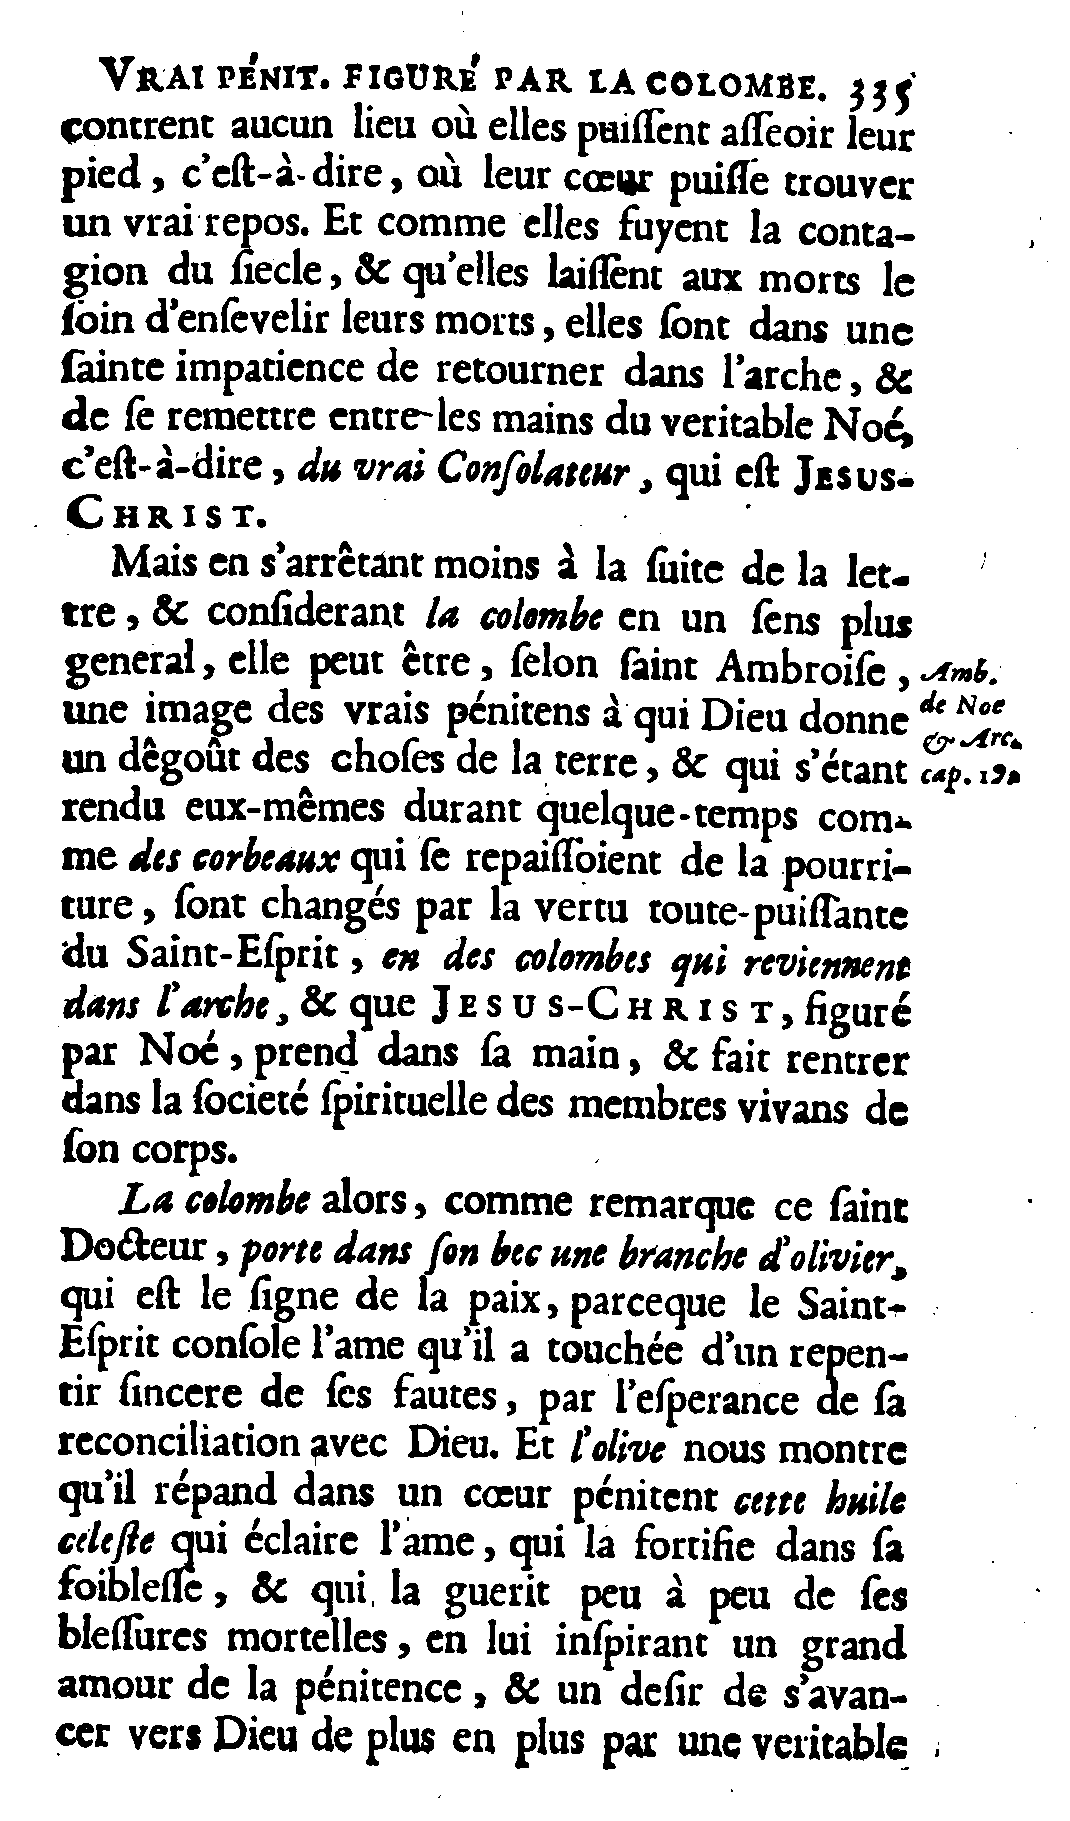 VRAI PÉNIT. FIGURÉ PAR LA COLOMBE. 335
contrent aucun lieu où elles puiſſent aſſeoir leur
pied, c'eſt-à-dire, où leur cœur puiſſe trouver
un vrai repos. Et comme elles fuyent la conta-
gion du ſiecle, & qu'elles laiſſent aux morts le
ſoin d'enſevelir leurs morts, elles ſont dans une
ſainte impatience de retourner dans l'arche, &
de ſe remettre entre-les mains du veritable Noé,
c'eſt-à-dire, du vrai Conſolateur, qui eſt JESUS-
CHRIST.
Mais en s'arrêtant moins à la ſuite de la let-
tre, & conſiderant la colombe en un ſens plus
general, elle peut être, ſelon ſaint Ambroiſe,
Amb.
une image des vrais pénitens à qui Dieu donne
de Noe
& Arc.
un dêgoût des choſes de la terre, & qui s'étant
cap. 19.
rendu eux-mêmes durant quelque-temps com-
me des corbeaux qui ſe repaiſſoient de la pourri-
ture, ſont changés par la vertu toute-puiſſante
du Saint-Eſprit, en des colombes qui reviennent
dans l'arche, & que JESUS-CHRIST, figuré
par Noé, prend dans ſa main, & fait rentrer
dans la ſocieté ſpirituelle des membres vivans de
ſon corps.
La colombe alors, comme remarque ce ſaint
Docteur, porte dans ſon bec une branche d'olivier,
qui eſt le ſigne de la paix, parceque le Saint-
Eſprit conſole l'ame qu'il a touchée d'un repen-
tir ſincere de ſes fautes, par l'eſperance de ſa
reconciliation avec Dieu. Et l'olive nous montre
qu'il répand dans un cœur pénitent cette huile
celeſte qui éclaire l'ame, qui la fortifie dans ſa
foibleſſe, & qui la guerit peu à peu de ſes
bleſſures mortelles, en lui inſpirant un grand
amour de la pénitence, & un deſir de s'avan-
cer vers Dieu de plus en plus par une veritable